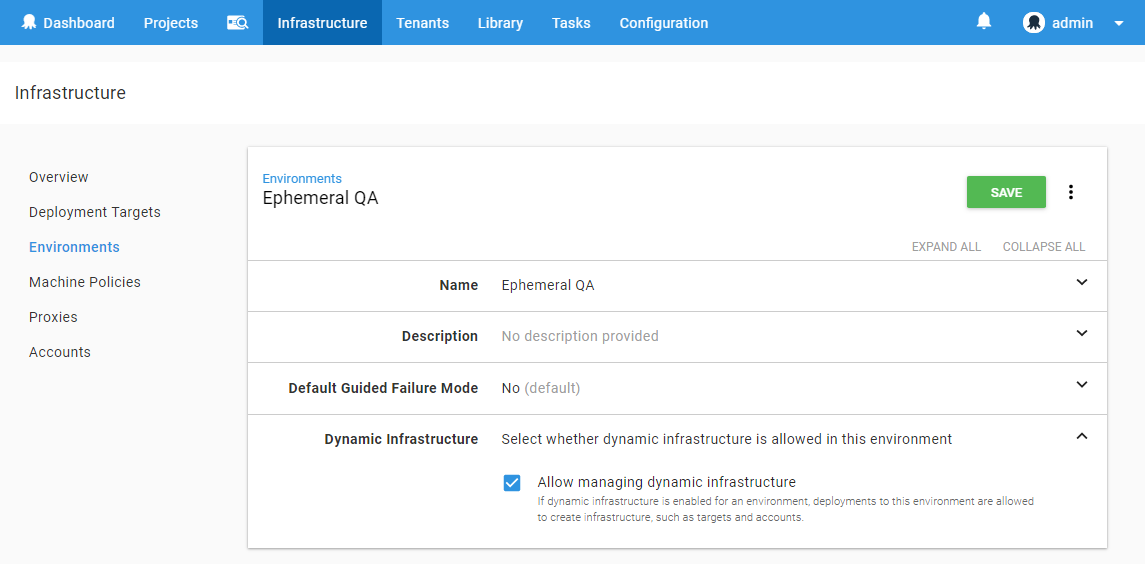 Dashboard Projects Infrastructure Tenants Library Tasks Configuration admin
Infrastructure
Overview
Deployment Targets
Environments
Machine Policies
Proxies
Accounts
Environments
Ephemeral QA
SAVE
EXPAND ALL COLLAPSE ALL
Name Ephemeral QA
Description No description provided
Default Guided Failure Mode No (default)
Dynamic Infrastructure Select whether dynamic infrastructure is allowed in this environment
Allow managing dynamic infrastructure
If dynamic infrastructure is enabled for an environment, deployments to this environment are allowed
to create infrastructure, such as targets and accounts.